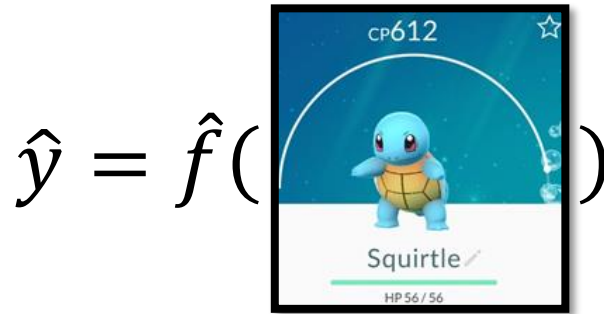 CP612
ŷ = f̂( )
Squirtle
HP 56 / 56